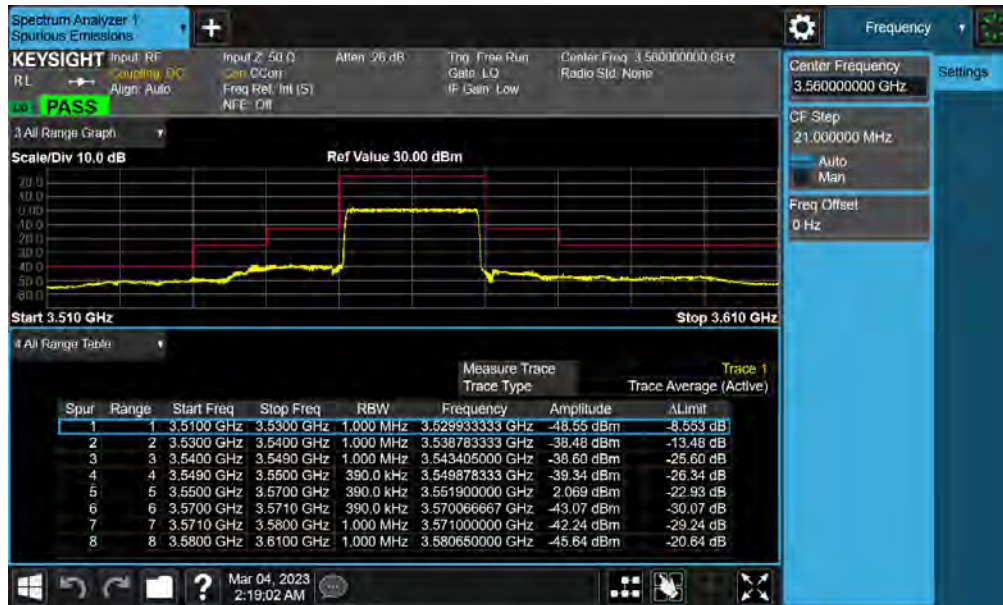 Spectrum Analyzer 1
Spurious Emissions
Frequency
KEYSIGHT
Input: RF
Coupling: DC
Align: Auto
Input Z: 50 Ω
Corr CCorr
Freq Ref: Int (S)
NFE: Off
Atten: 26 dB
Trig: Free Run
Gate: LO
IF Gain: Low
Center Freq: 3.560000000 GHz
Radio Std: None
RL
PASS
Center Frequency
3.560000000 GHz
Settings
CF Step
21.000000 MHz
Auto
Man
Freq Offset
0 Hz
3 All Range Graph
Scale/Div 10.0 dB
Ref Value 30.00 dBm
20.0
10.0
0.00
-10.0
-20.0
-30.0
-40.0
-50.0
-60.0
Start 3.510 GHz
Stop 3.610 GHz
4 All Range Table
Measure Trace Trace 1
Trace Type Trace Average (Active)
Spur Range Start Freq Stop Freq RBW Frequency Amplitude ΔLimit
1 1 3.5100 GHz 3.5300 GHz 1.000 MHz 3.529933333 GHz -48.55 dBm -8.553 dB
2 2 3.5300 GHz 3.5400 GHz 1.000 MHz 3.538783333 GHz -38.48 dBm -13.48 dB
3 3 3.5400 GHz 3.5490 GHz 1.000 MHz 3.543405000 GHz -38.60 dBm -25.60 dB
4 4 3.5490 GHz 3.5500 GHz 390.0 kHz 3.549878333 GHz -39.34 dBm -26.34 dB
5 5 3.5500 GHz 3.5700 GHz 390.0 kHz 3.551900000 GHz 2.069 dBm -22.93 dB
6 6 3.5700 GHz 3.5710 GHz 390.0 kHz 3.570066667 GHz -43.07 dBm -30.07 dB
7 7 3.5710 GHz 3.5800 GHz 1.000 MHz 3.571000000 GHz -42.24 dBm -29.24 dB
8 8 3.5800 GHz 3.6100 GHz 1.000 MHz 3.580650000 GHz -45.64 dBm -20.64 dB
Mar 04, 2023
2:19:02 AM